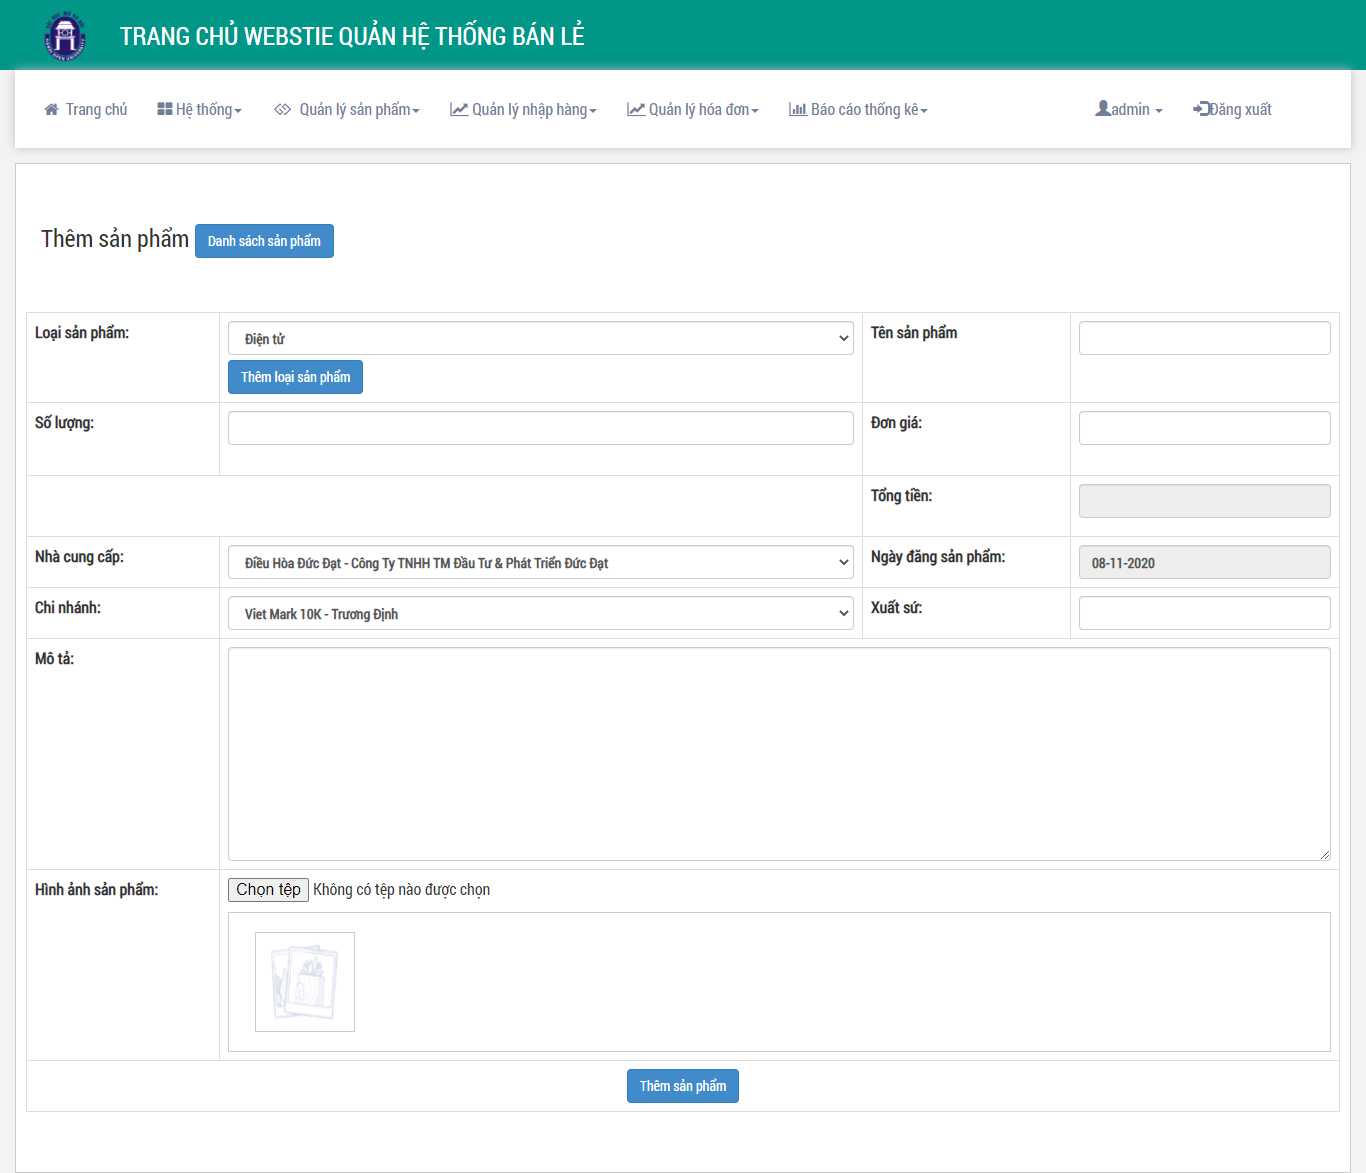 TRANG CHỦ WEBSTIE QUẢN HỆ THỐNG BÁN LẺ
Trang chủ Hệ thống Quản lý sản phẩm Quản lý nhập hàng Quản lý hóa đơn Báo cáo thống kê admin Đăng xuất
Thêm sản phẩm Danh sách sản phẩm
Loại sản phẩm: Điện tử Tên sản phẩm
Thêm loại sản phẩm
Số lượng: Đơn giá:
Tổng tiền:
Nhà cung cấp: Điều Hòa Đức Đạt - Công Ty TNHH TM Đầu Tư & Phát Triển Đức Đạt Ngày đăng sản phẩm: 08-11-2020
Chi nhánh: Viet Mark 10K - Trương Định Xuất sứ:
Mô tả:
Hình ảnh sản phẩm: Chọn tệp Không có tệp nào được chọn
Thêm sản phẩm